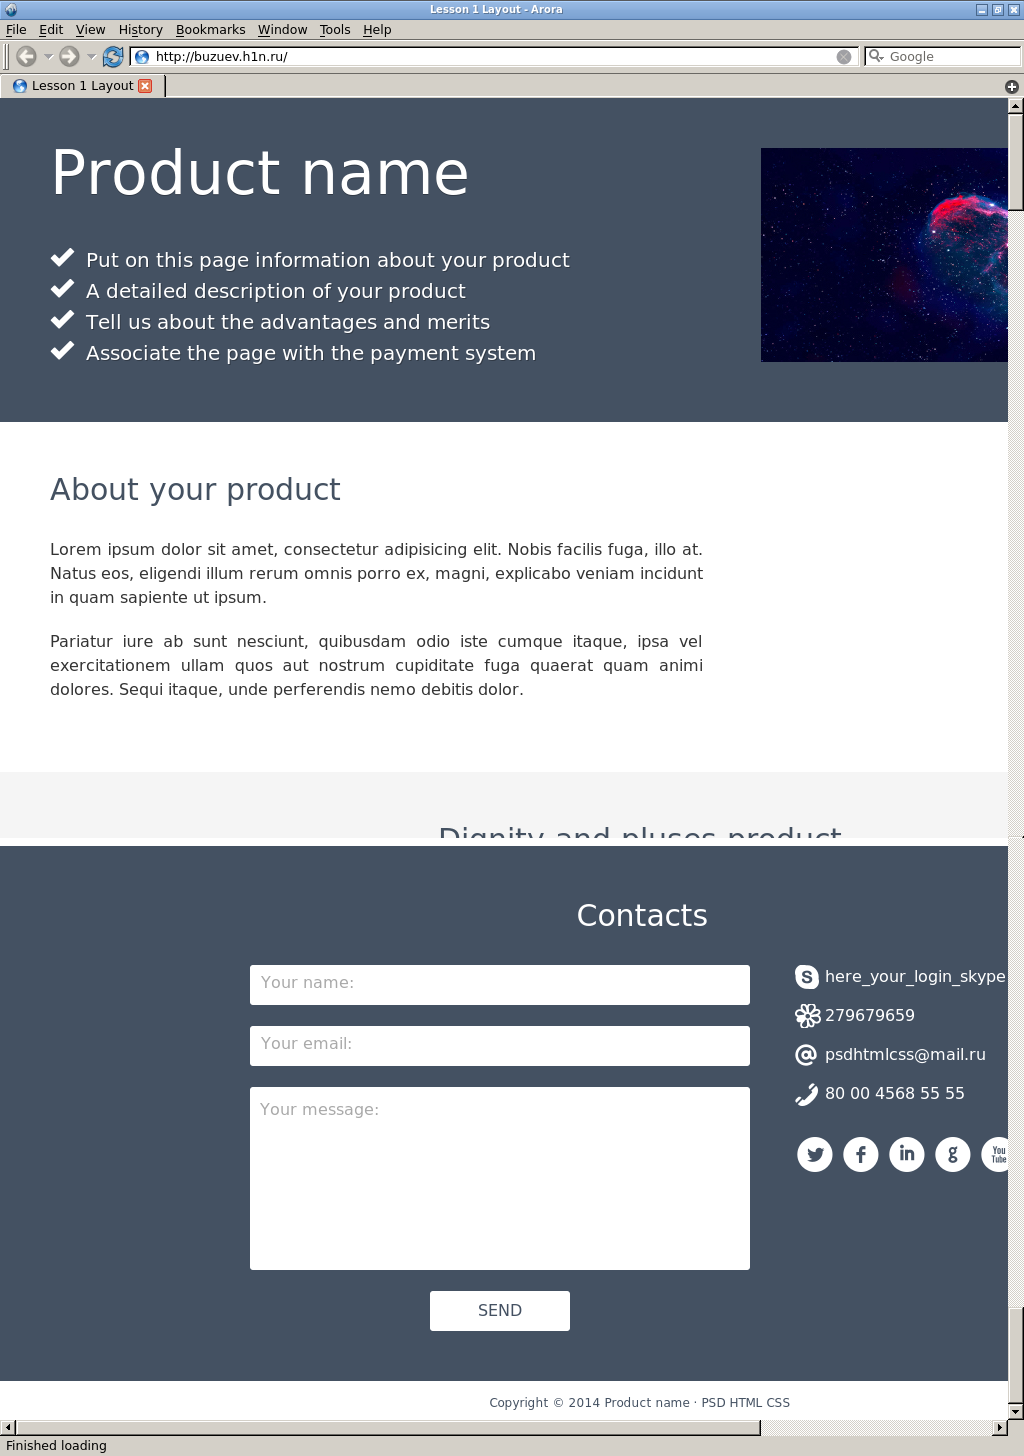 Lesson 1 Layout - Arora
File Edit View History Bookmarks Window Tools Help
http://buzuev.h1n.ru/
Google
Lesson 1 Layout
Product name
Put on this page information about your product
A detailed description of your product
Tell us about the advantages and merits
Associate the page with the payment system
About your product
Lorem ipsum dolor sit amet, consectetur adipisicing elit. Nobis facilis fuga, illo at.
Natus eos, eligendi illum rerum omnis porro ex, magni, explicabo veniam incidunt
in quam sapiente ut ipsum.
Pariatur iure ab sunt nesciunt, quibusdam odio iste cumque itaque, ipsa vel
exercitationem ullam quos aut nostrum cupiditate fuga quaerat quam animi
dolores. Sequi itaque, unde perferendis nemo debitis dolor.
Dignity and pluses product
Contacts
Your name:
here_your_login_skype
279679659
Your email:
psdhtmlcss@mail.ru
Your message:
80 00 4568 55 55
You
Tube
SEND
Copyright © 2014 Product name · PSD HTML CSS
Finished loading